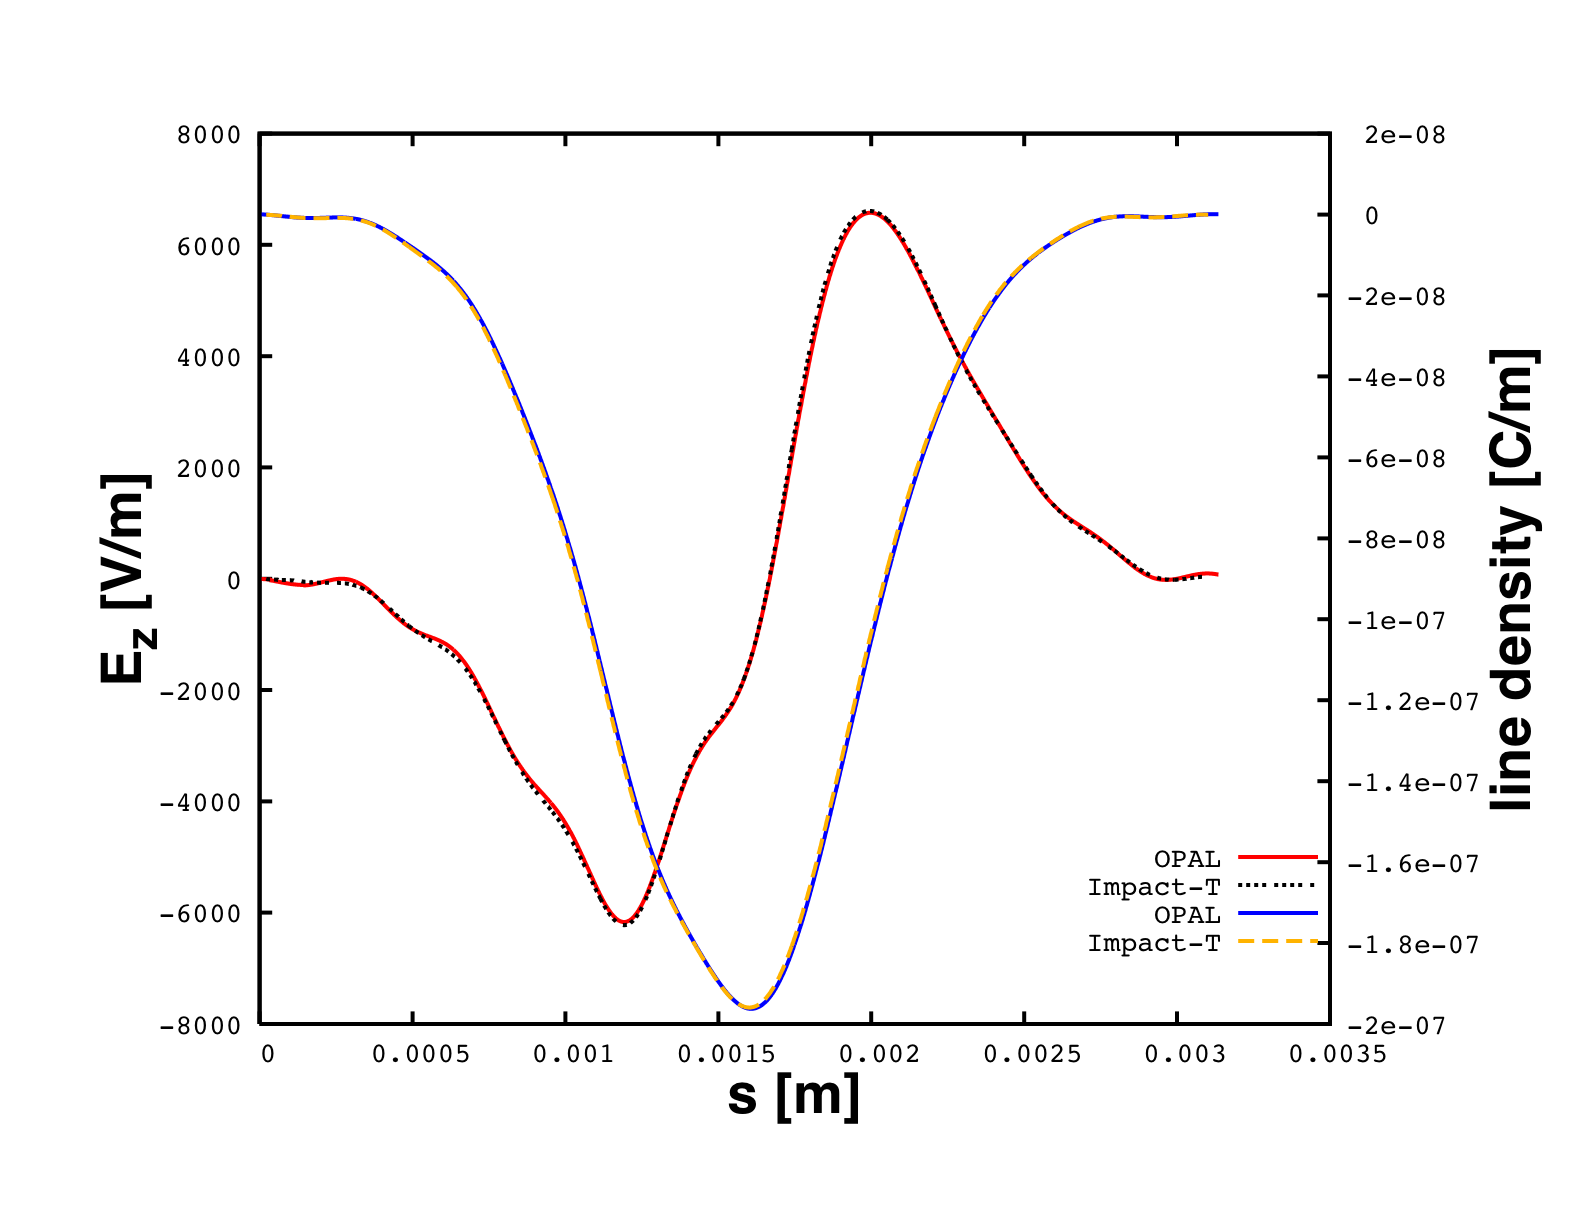 8000
6000
4000
2000
0
−2000
−4000
−6000
−8000
E_z [V/m]
2e−08
0
−2e−08
−4e−08
−6e−08
−8e−08
−1e−07
−1.2e−07
−1.4e−07
−1.6e−07
−1.8e−07
−2e−07
line density [C/m]
OPAL
Impact−T
OPAL
Impact−T
0 0.0005 0.001 0.0015 0.002 0.0025 0.003 0.0035
s [m]